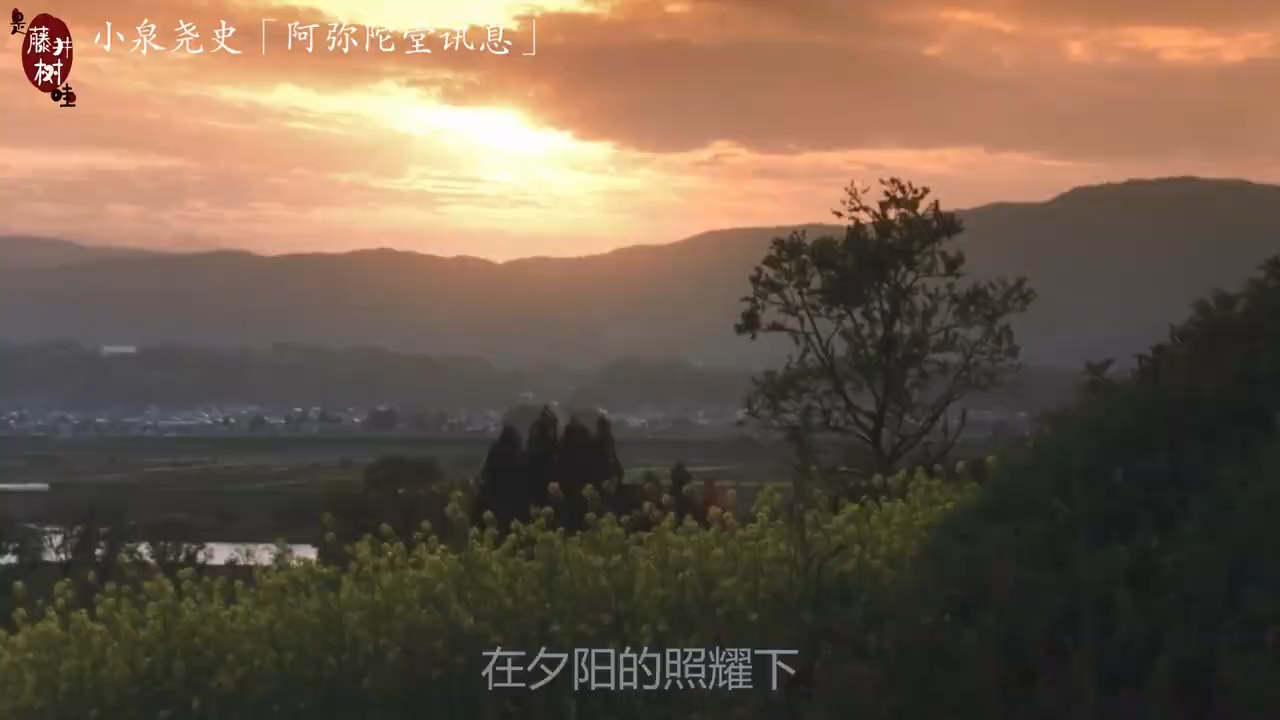 是藤井树哇
小泉尧史「阿弥陀堂讯息」
在夕阳的照耀下